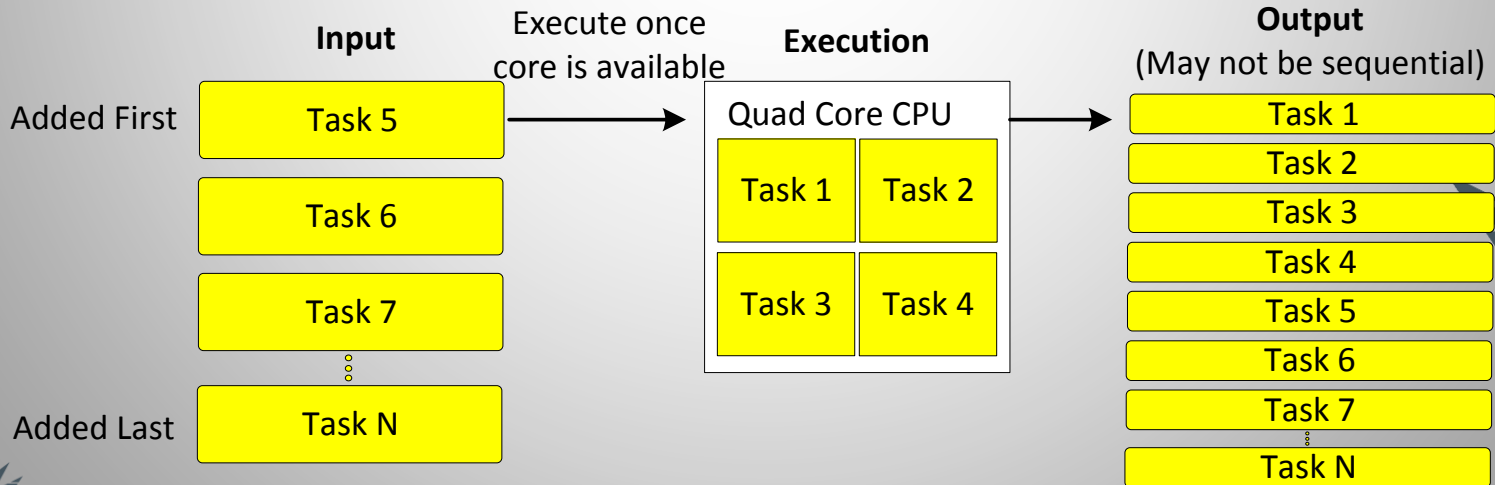 Input
Execute once
core is available
Execution
Output
(May not be sequential)
Added First
Task 5
Task 6
Task 7
Added Last
Task N
Quad Core CPU
Task 1
Task 2
Task 3
Task 4
Task 1
Task 2
Task 3
Task 4
Task 5
Task 6
Task 7
Task N